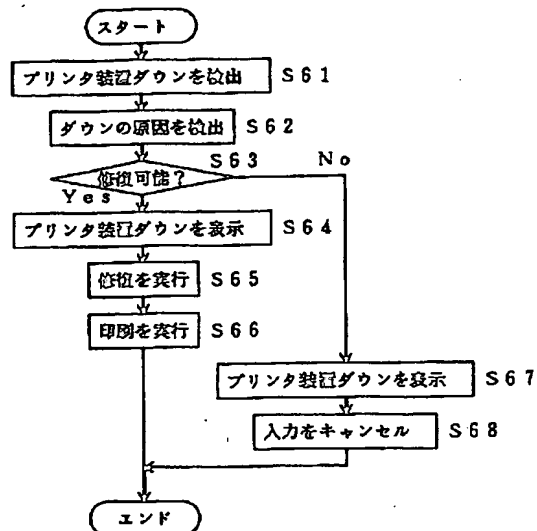 スタート
プリンタ装置ダウンを検出 S61
ダウンの原因を検出 S62
S63
修復可能? No
Yes
プリンタ装置ダウンを表示 S64
修復を実行 S65
印刷を実行 S66
プリンタ装置ダウンを表示 S67
入力をキャンセル S68
エンド